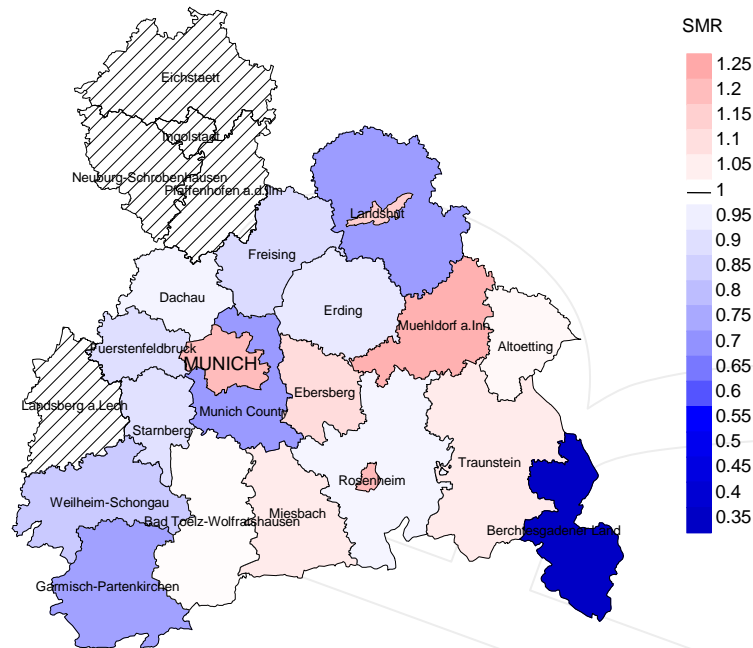 SMR
1.25
1.2
1.15
1.1
1.05
1
0.95
0.9
0.85
0.8
0.75
0.7
0.65
0.6
0.55
0.5
0.45
0.4
0.35
Eichstaett
Ingolstadt
Neuburg-Schrobenhausen
Pfaffenhofen a.d.Ilm
Landshut
Freising
Dachau
Erding
Muehldorf a.Inn
Altoetting
Fuerstenfeldbruck
MUNICH
Ebersberg
Landsberg a.Lech
Munich County
Starnberg
Traunstein
Rosenheim
Weilheim-Schongau
Miesbach
Bad Toelz-Wolfratshausen
Berchtesgadener Land
Garmisch-Partenkirchen